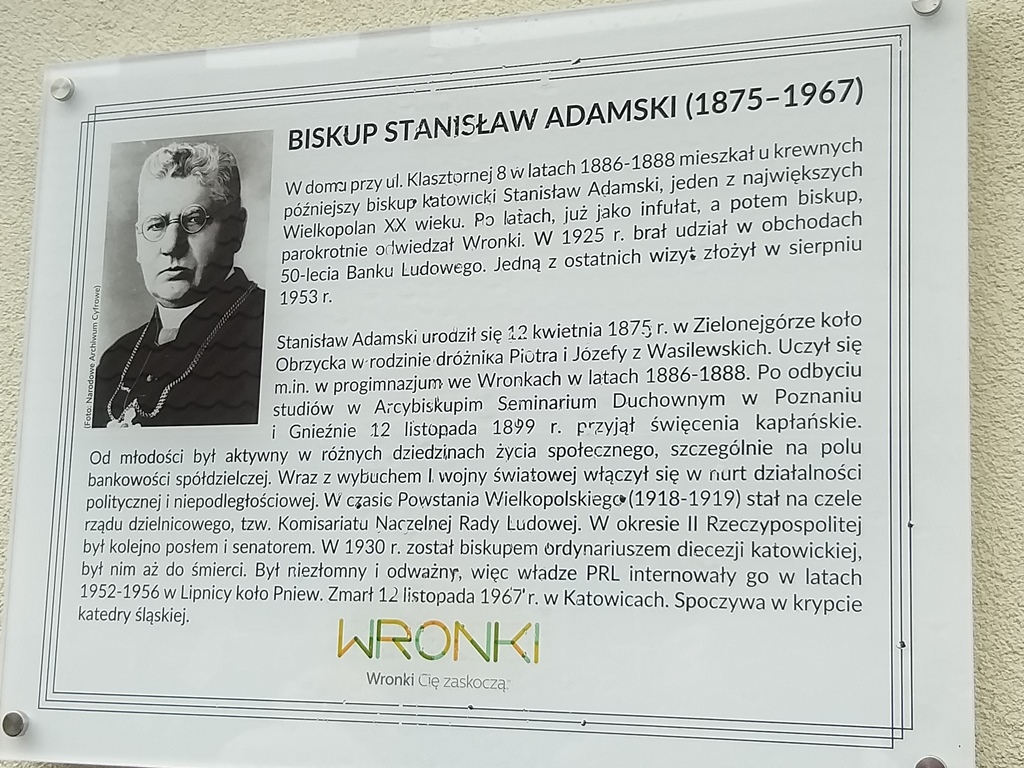 BISKUP STANISŁAW ADAMSKI (1875–1967)
W domu przy ul. Klasztornej 8 w latach 1886-1888 mieszkał u krewnych
późniejszy biskup katowicki Stanisław Adamski, jeden z największych
Wielkopolan XX wieku. Po latach, już jako infułat, a potem biskup,
parokrotnie odwiedzał Wronki. W 1925 r. brał udział w obchodach
50-lecia Banku Ludowego. Jedną z ostatnich wizyt złożył w sierpniu
1953 r.
(Foto: Narodowe Archiwum Cyfrowe)
Stanisław Adamski urodził się 12 kwietnia 1875 r. w Zielonejgórze koło
Obrzycka w rodzinie dróżnika Piotra i Józefy z Wasilewskich. Uczył się
m.in. w progimnazjum we Wronkach w latach 1886-1888. Po odbyciu
studiów w Arcybiskupim Seminarium Duchownym w Poznaniu
i Gnieźnie 12 listopada 1899 r. przyjął święcenia kapłańskie.
Od młodości był aktywny w różnych dziedzinach życia społecznego, szczególnie na polu
bankowości spółdzielczej. Wraz z wybuchem I wojny światowej włączył się w nurt działalności
politycznej i niepodległościowej. W czasie Powstania Wielkopolskiego (1918-1919) stał na czele
rządu dzielnicowego, tzw. Komisariatu Naczelnej Rady Ludowej. W okresie II Rzeczypospolitej
był kolejno posłem i senatorem. W 1930 r. został biskupem ordynariuszem diecezji katowickiej,
był nim aż do śmierci. Był niezłomny i odważny, więc władze PRL internowały go w latach
1952-1956 w Lipnicy koło Pniew. Zmarł 12 listopada 1967 r. w Katowicach. Spoczywa w krypcie
katedry śląskiej.
WRONKI
Wronki Cię zaskoczą